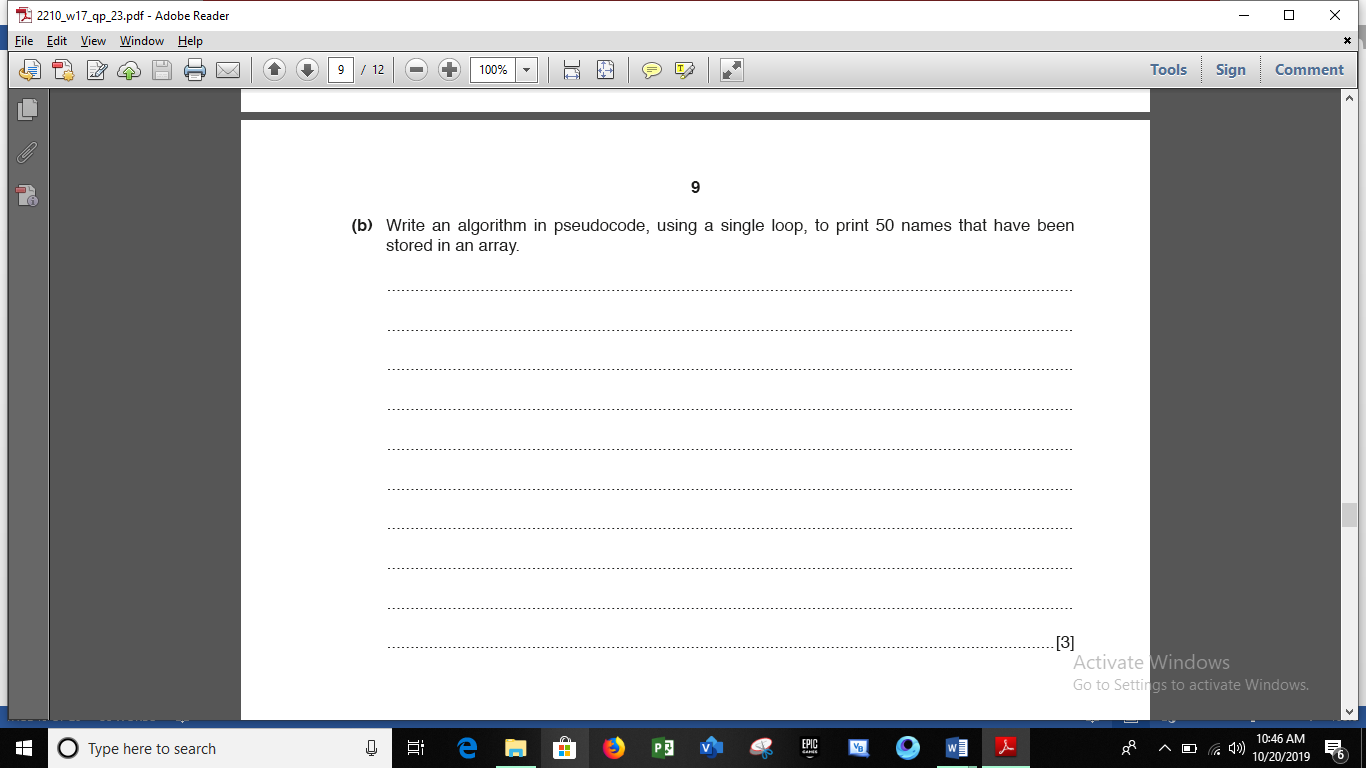 2210_w17_qp_23.pdf - Adobe Reader
File Edit View Window Help
9 / 12 100% Tools Sign Comment
9
(b) Write an algorithm in pseudocode, using a single loop, to print 50 names that have been
stored in an array.
[3]
Activate Windows
Go to Settings to activate Windows.
Type here to search
10:46 AM
10/20/2019
6